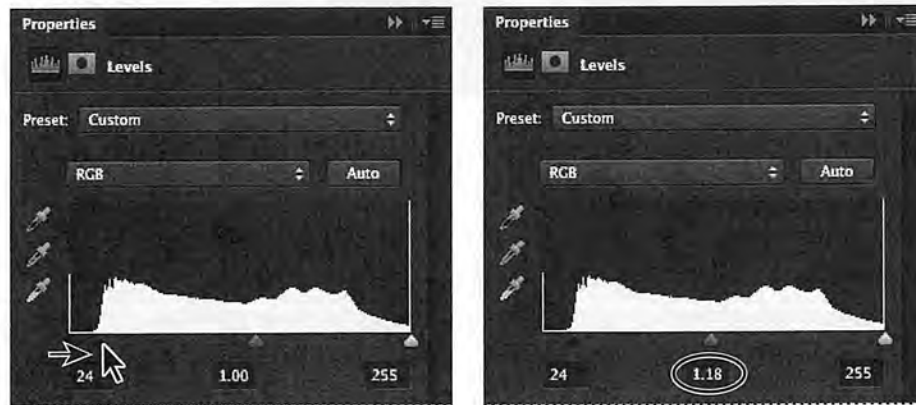 Properties
Levels
Preset: Custom
RGB Auto
24 1.00 255
Properties
Levels
Preset: Custom
RGB Auto
24 1.18 255